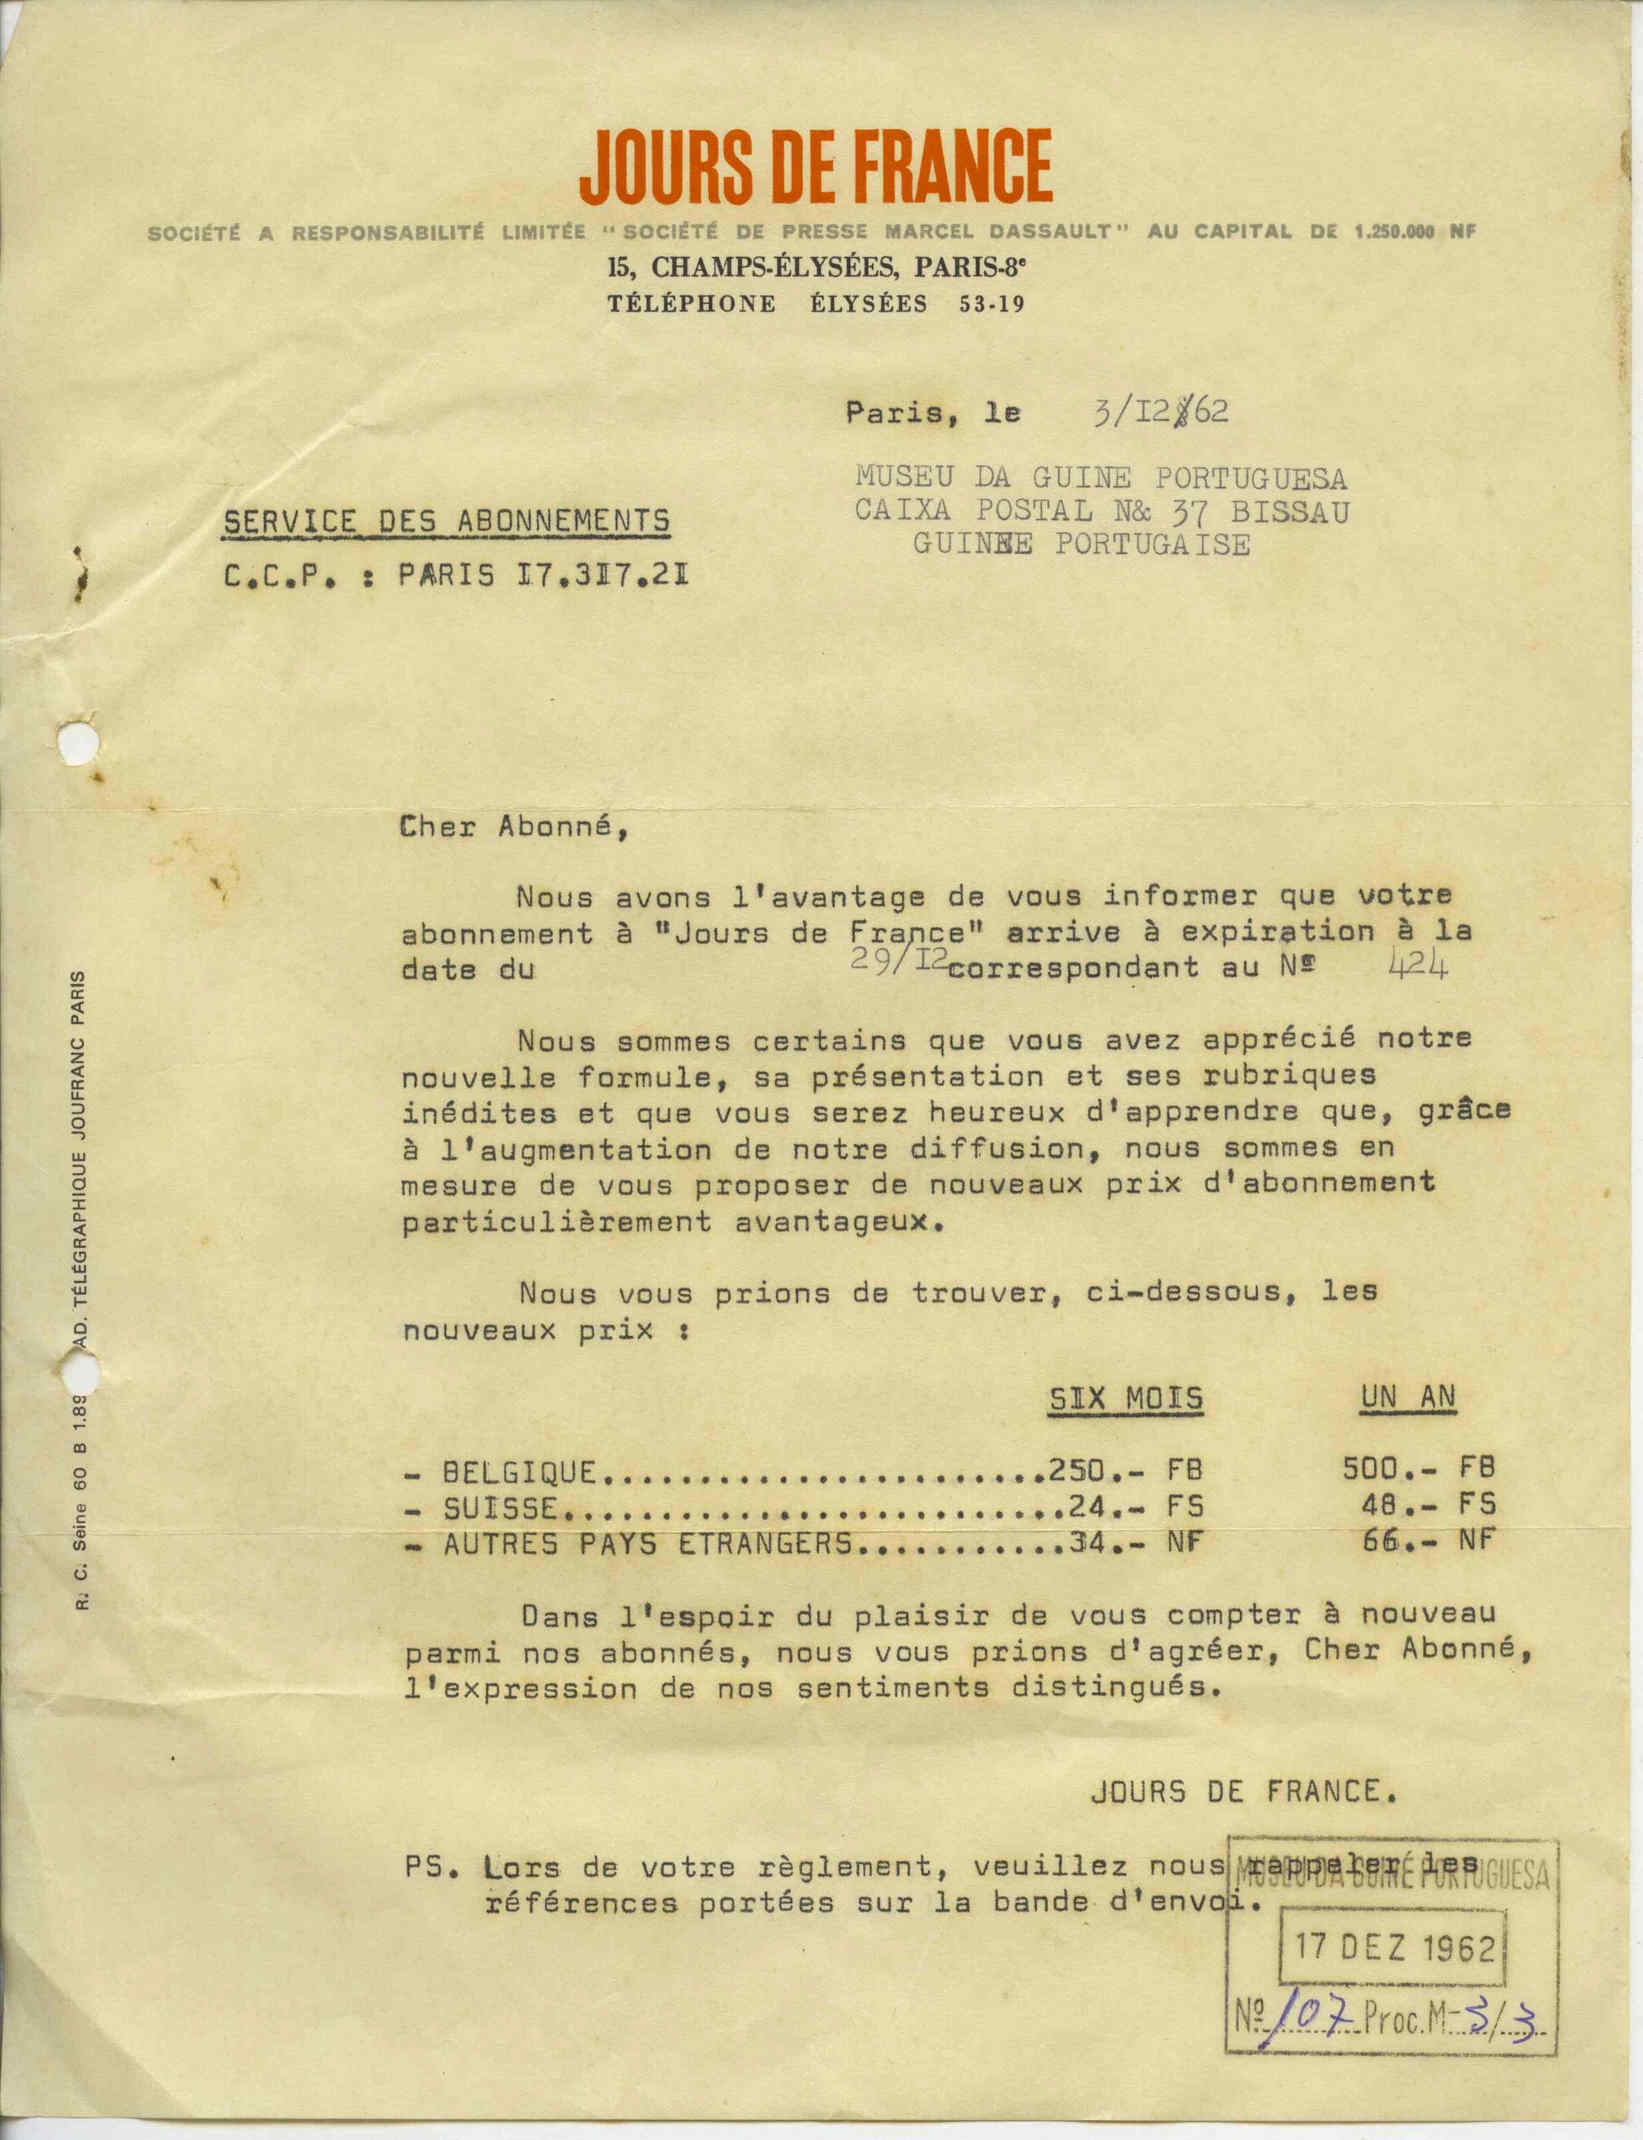 JOURS DE FRANCE
SOCIÉTÉ A RESPONSABILITÉ LIMITÉE "SOCIÉTÉ DE PRESSE MARCEL DASSAULT" AU CAPITAL DE 1.250.000 NF
15, CHAMPS-ÉLYSÉES, PARIS-8e
TÉLÉPHONE ÉLYSÉES 53-19
Paris, le 3/I2/62
MUSEU DA GUINE PORTUGUESA
CAIXA POSTAL N& 37 BISSAU
GUINEE PORTUGAISE
SERVICE DES ABONNEMENTS
C.C.P. : PARIS I7.3I7.2I
Cher Abonné,
Nous avons l'avantage de vous informer que votre
abonnement à "Jours de France" arrive à expiration à la
date du 29/I2 correspondant au Nº 424
Nous sommes certains que vous avez apprécié notre
nouvelle formule, sa présentation et ses rubriques
inédites et que vous serez heureux d'apprendre que, grâce
à l'augmentation de notre diffusion, nous sommes en
mesure de vous proposer de nouveaux prix d'abonnement
particulièrement avantageux.
Nous vous prions de trouver, ci-dessous, les
nouveaux prix :
SIX MOIS UN AN
- BELGIQUE.......................250.- FB 500.- FB
- SUISSE..........................24.- FS 48.- FS
- AUTRES PAYS ETRANGERS...........34.- NF 66.- NF
Dans l'espoir du plaisir de vous compter à nouveau
parmi nos abonnés, nous vous prions d'agréer, Cher Abonné,
l'expression de nos sentiments distingués.
JOURS DE FRANCE.
PS. Lors de votre règlement, veuillez nous rappeler les
références portées sur la bande d'envoi.
MUSEU DA GUINÉ PORTUGUESA
17 DEZ 1962
Nº 107 Proc. M-3/3
R. C. Seine 60 B 1.89 AD. TÉLÉGRAPHIQUE JOUFRANC PARIS